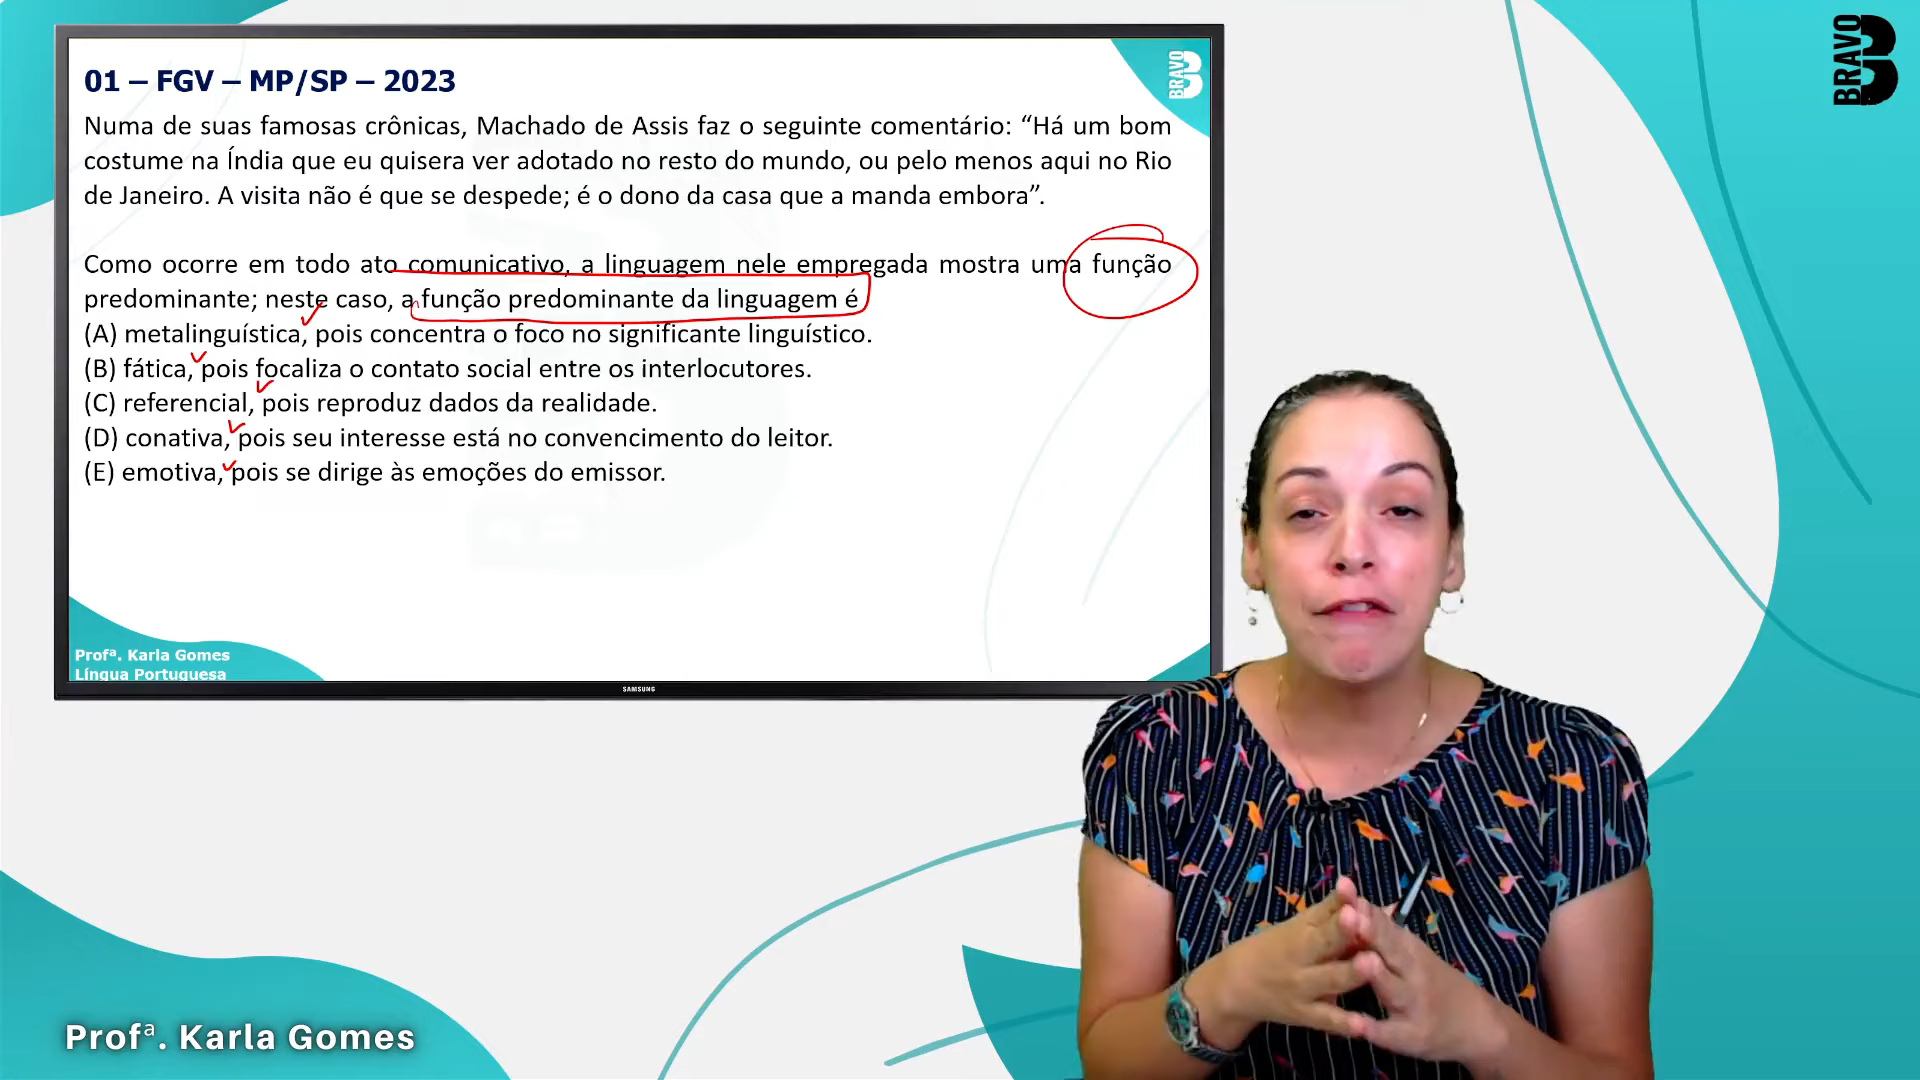 BRAVO
BRAVO
01 – FGV – MP/SP – 2023
Numa de suas famosas crônicas, Machado de Assis faz o seguinte comentário: “Há um bom
costume na Índia que eu quisera ver adotado no resto do mundo, ou pelo menos aqui no Rio
de Janeiro. A visita não é que se despede; é o dono da casa que a manda embora”.
Como ocorre em todo ato comunicativo, a linguagem nele empregada mostra uma função
predominante; neste caso, a função predominante da linguagem é
(A) metalinguística, pois concentra o foco no significante linguístico.
(B) fática, pois focaliza o contato social entre os interlocutores.
(C) referencial, pois reproduz dados da realidade.
(D) conativa, pois seu interesse está no convencimento do leitor.
(E) emotiva, pois se dirige às emoções do emissor.
Profª. Karla Gomes
Língua Portuguesa
SAMSUNG
Profª. Karla Gomes